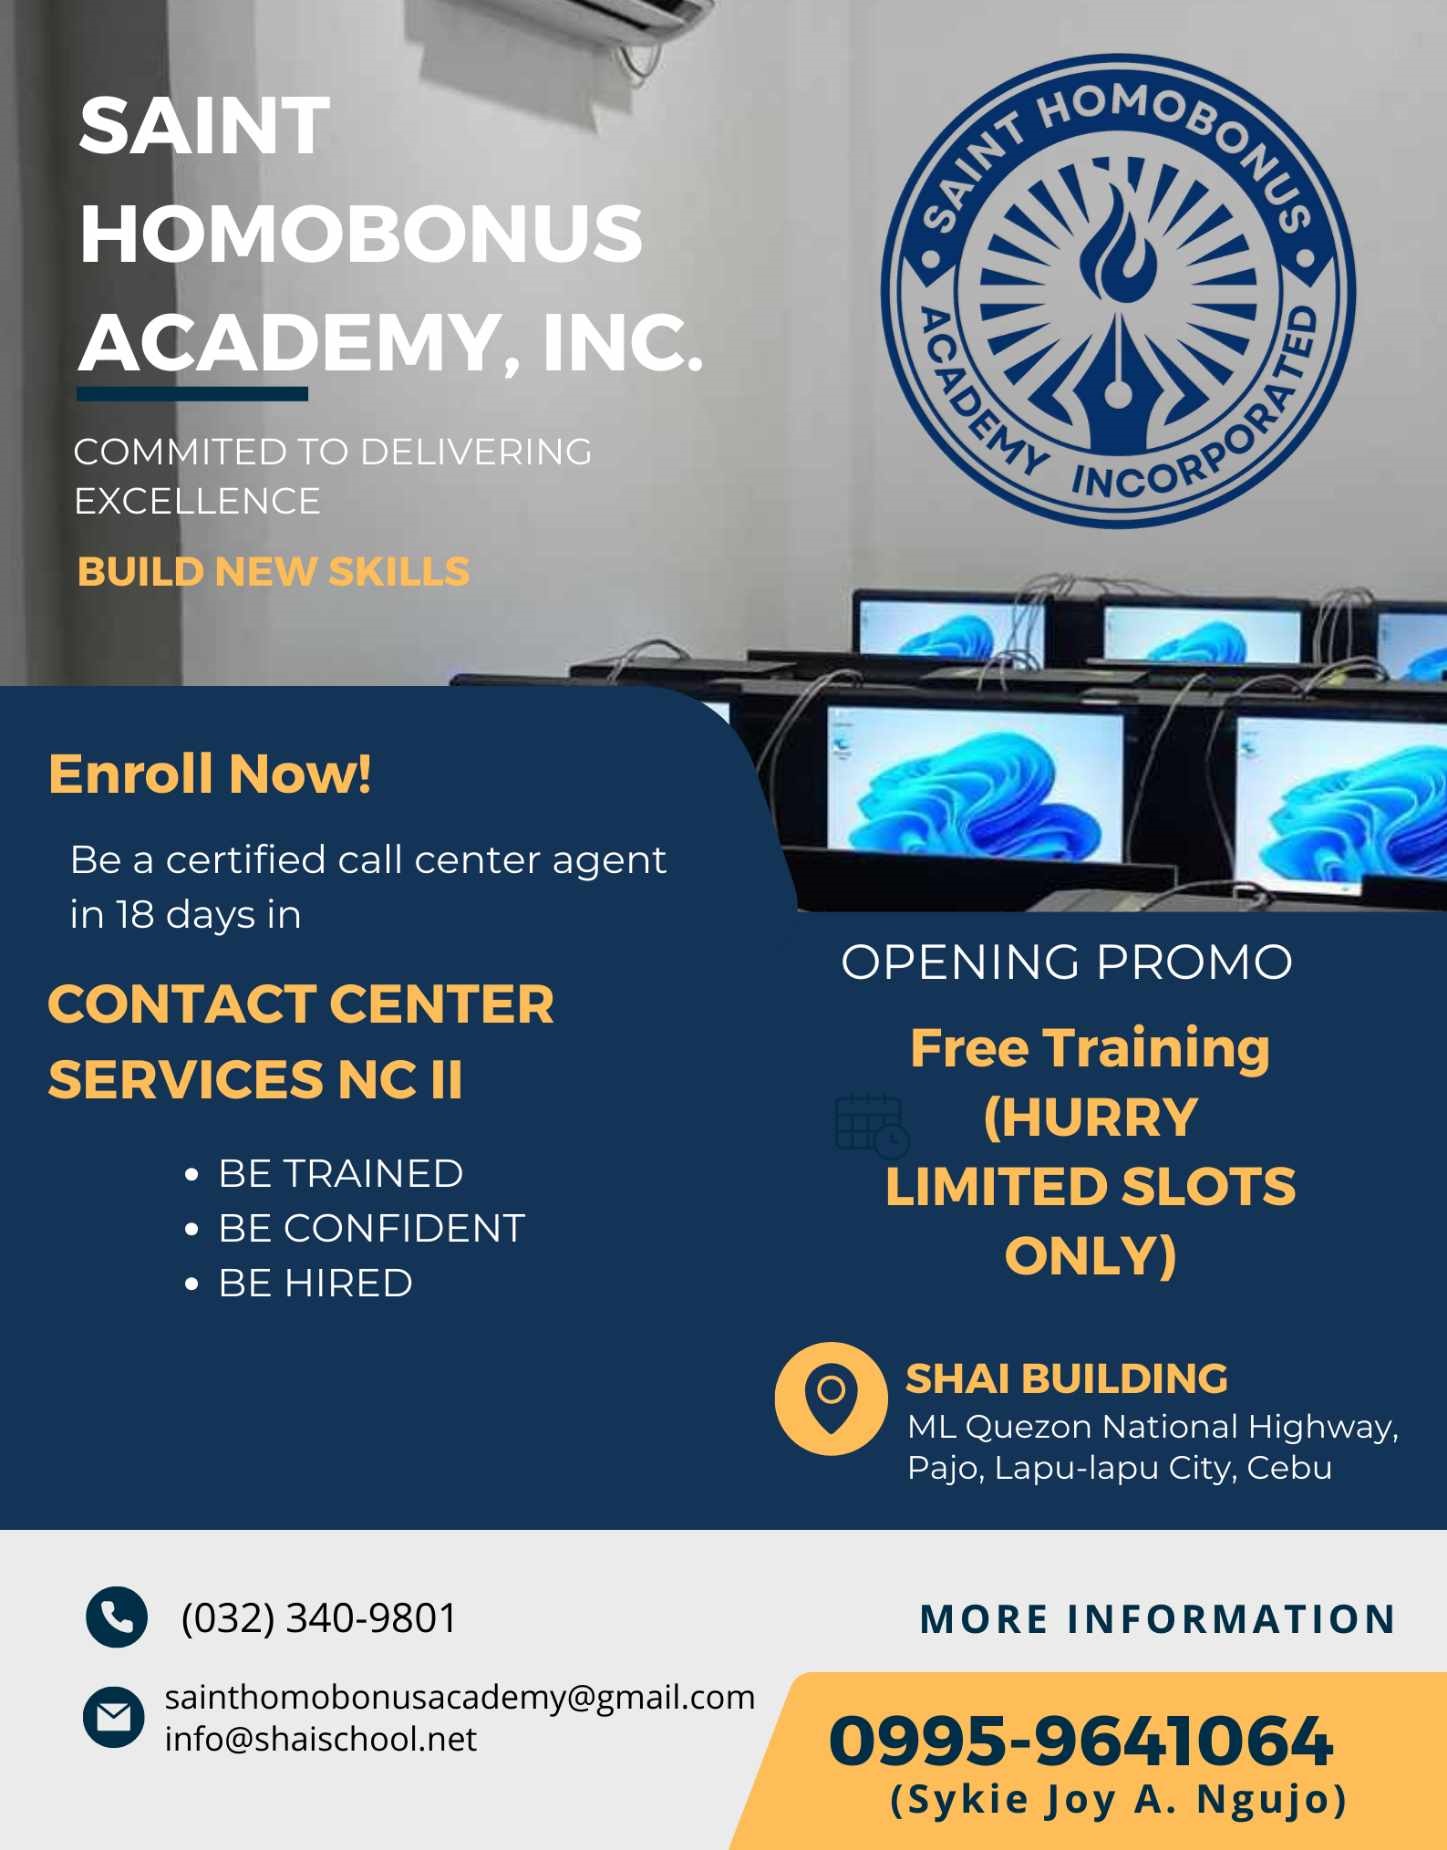 SAINT
HOMOBONUS
ACADEMY, INC.
COMMITED TO DELIVERING
EXCELLENCE
BUILD NEW SKILLS
SAINT HOMOBONUS
ACADEMY INCORPORATED
Enroll Now!
Be a certified call center agent
in 18 days in
CONTACT CENTER
SERVICES NC II
• BE TRAINED
• BE CONFIDENT
• BE HIRED
OPENING PROMO
Free Training
(HURRY
LIMITED SLOTS
ONLY)
SHAI BUILDING
ML Quezon National Highway,
Pajo, Lapu-lapu City, Cebu
(032) 340-9801
sainthomobonusacademy@gmail.com
info@shaischool.net
MORE INFORMATION
0995-9641064
(Sykie Joy A. Ngujo)